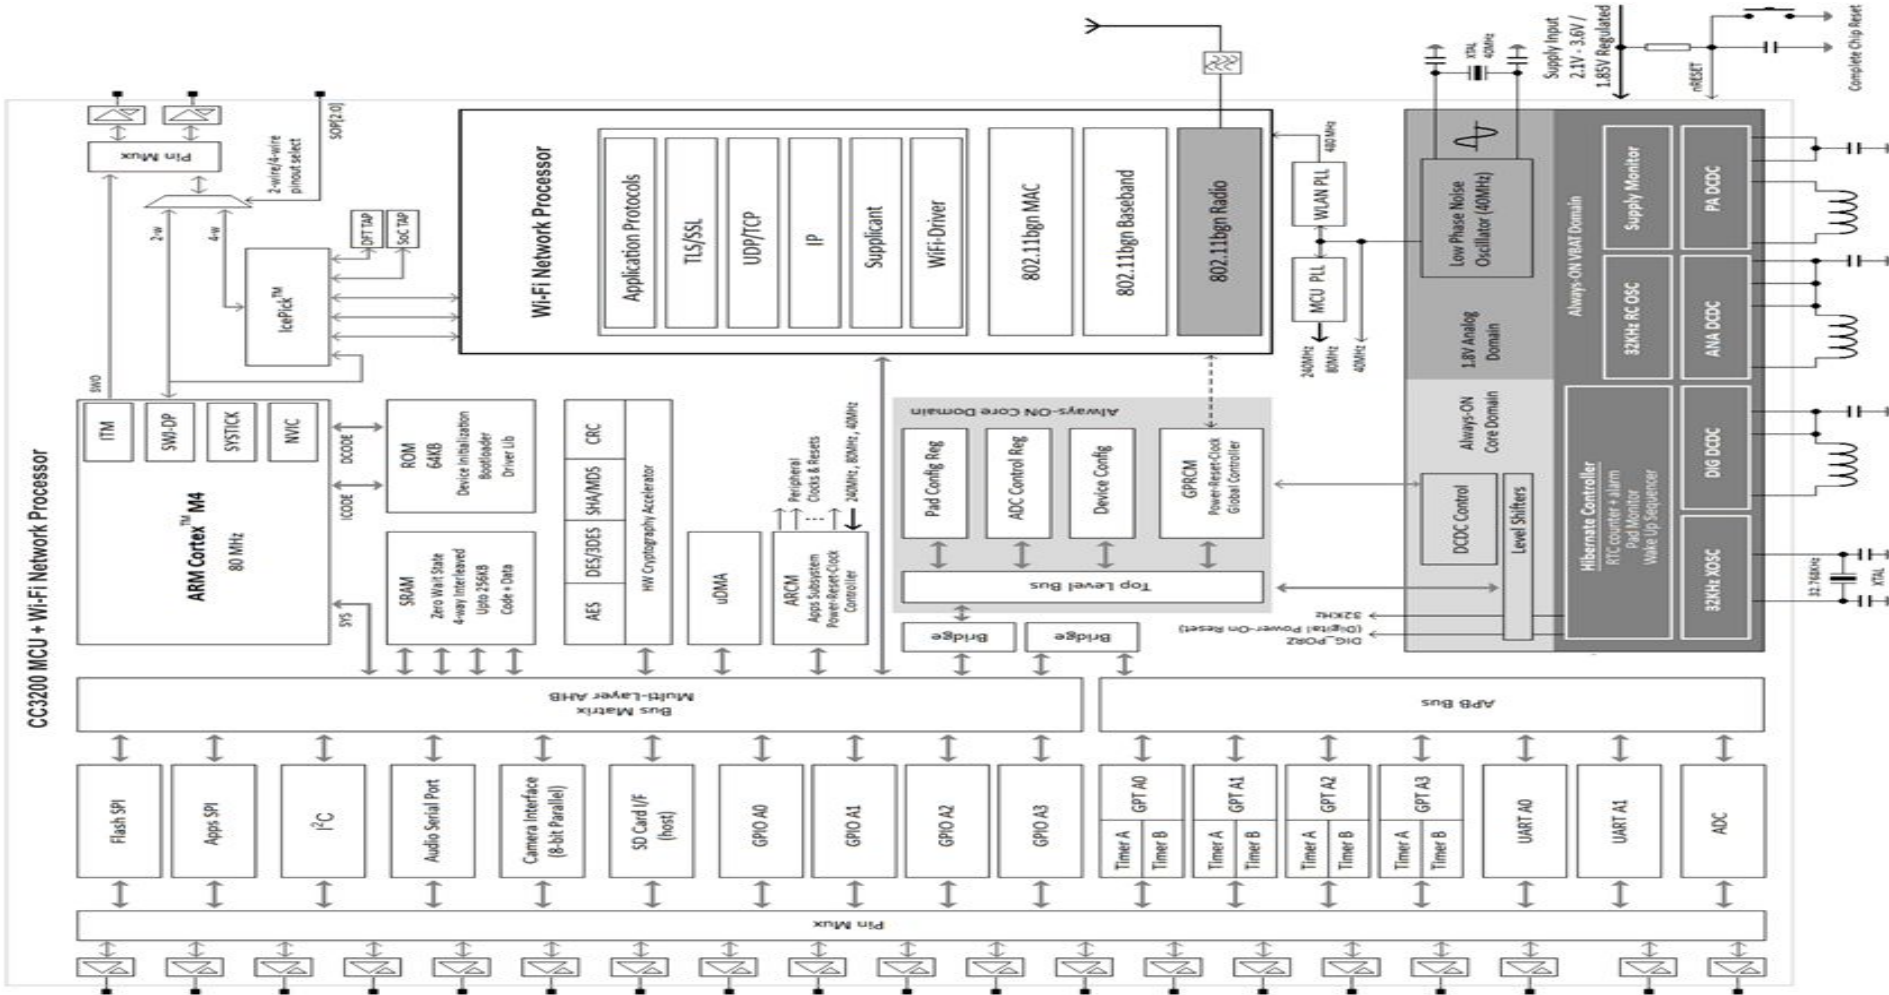 CC3200 MCU + Wi-Fi Network Processor
Pin Mux
2-wire/4-wire
pinout select
SOP[2:0]
2-w
4-w
SWO
IcePick™
DFT TAP
SoC TAP
ARM Cortex™ M4
80 MHz
ITM
SWJ-DP
SYSTICK
NVIC
DCODE
ICODE
SYS
ROM
64KB
Device Initialization
Bootloader
Driver Lib
SRAM
Zero Wait State
4-way Interleaved
Upto 256KB
Code + Data
AES
DES/3DES
SHA/MD5
CRC
HW Cryptography Accelerator
uDMA
ARCM
Apps Subsystem
Power-Reset-Clock
Controller
Peripheral
Clocks & Resets
240MHz, 80MHz, 40MHz
Wi-Fi Network Processor
Application Protocols
TLS/SSL
UDP/TCP
IP
Supplicant
WiFi-Driver
802.11bgn MAC
802.11bgn Baseband
802.11bgn Radio
480MHz
WLAN PLL
MCU PLL
240MHz
80MHz
40MHz
Always-ON Core Domain
Pad Config Reg
ADC Control Reg
Device Config
GPRCM
Power-Reset-Clock
Global Controller
Top Level Bus
Bridge
Bridge
32KHz
DIG_PORZ
(Digital Power-On Reset)
XTAL
40MHz
Low Phase Noise
Oscillator (40MHz)
1.8V Analog
Domain
Always-ON
Core Domain
DCDC Control
Level Shifters
Always-ON VBAT Domain
Supply Monitor
32KHz RC OSC
Hibernate Controller
RTC counter + alarm
Pad Monitor
Wake Up Sequencer
PA DCDC
ANA DCDC
DIG DCDC
32KHz XOSC
32.768KHz
XTAL
Supply Input
2.1V - 3.6V /
1.85V Regulated
nRESET
Complete Chip Reset
Multi-Layer AHB
Bus Matrix
APB Bus
Flash SPI
Apps SPI
I²C
Audio Serial Port
Camera Interface
(8-bit Parallel)
SD Card I/F
(host)
GPIO A0
GPIO A1
GPIO A2
GPIO A3
GPT A0
Timer A
Timer B
GPT A1
Timer A
Timer B
GPT A2
Timer A
Timer B
GPT A3
Timer A
Timer B
UART A0
UART A1
ADC
Pin Mux